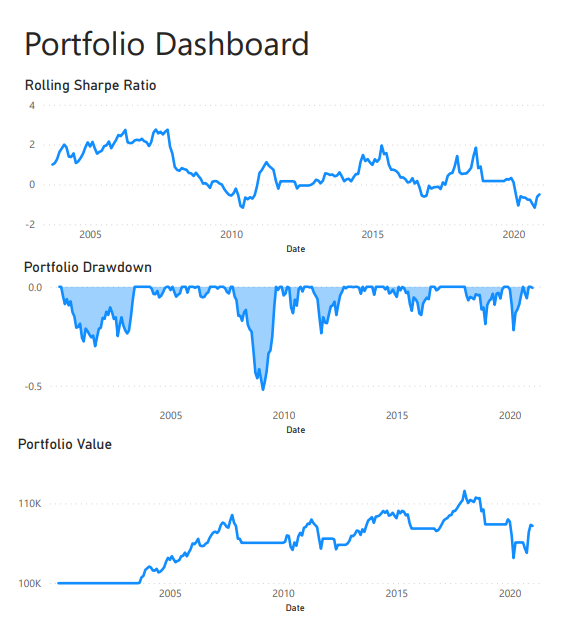 Portfolio Dashboard
Rolling Sharpe Ratio
4
2
0
-2
2005 2010 2015 2020
Date
Portfolio Drawdown
0.0
-0.5
2005 2010 2015 2020
Date
Portfolio Value
110K
100K
2005 2010 2015 2020
Date